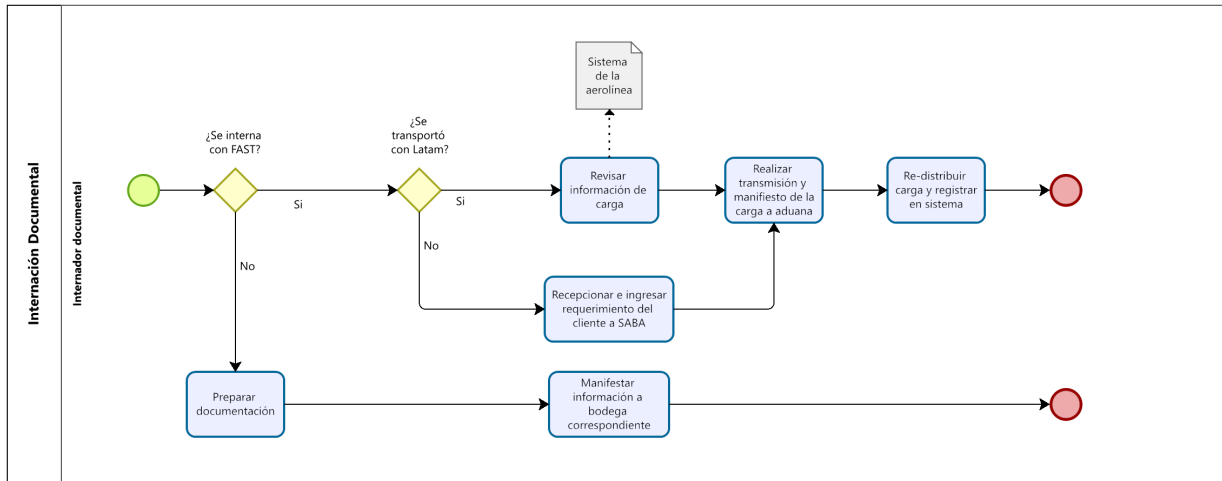 Internación Documental
Internador documental
¿Se interna
con FAST?
Si
No
¿Se
transportó
con Latam?
Si
No
Sistema
de la
aerolínea
Revisar
información de
carga
Realizar
transmisión y
manifiesto de la
carga a aduana
Re-distribuir
carga y registrar
en sistema
Recepcionar e ingresar
requerimiento del
cliente a SABA
Preparar
documentación
Manifestar
información a
bodega
correspondiente